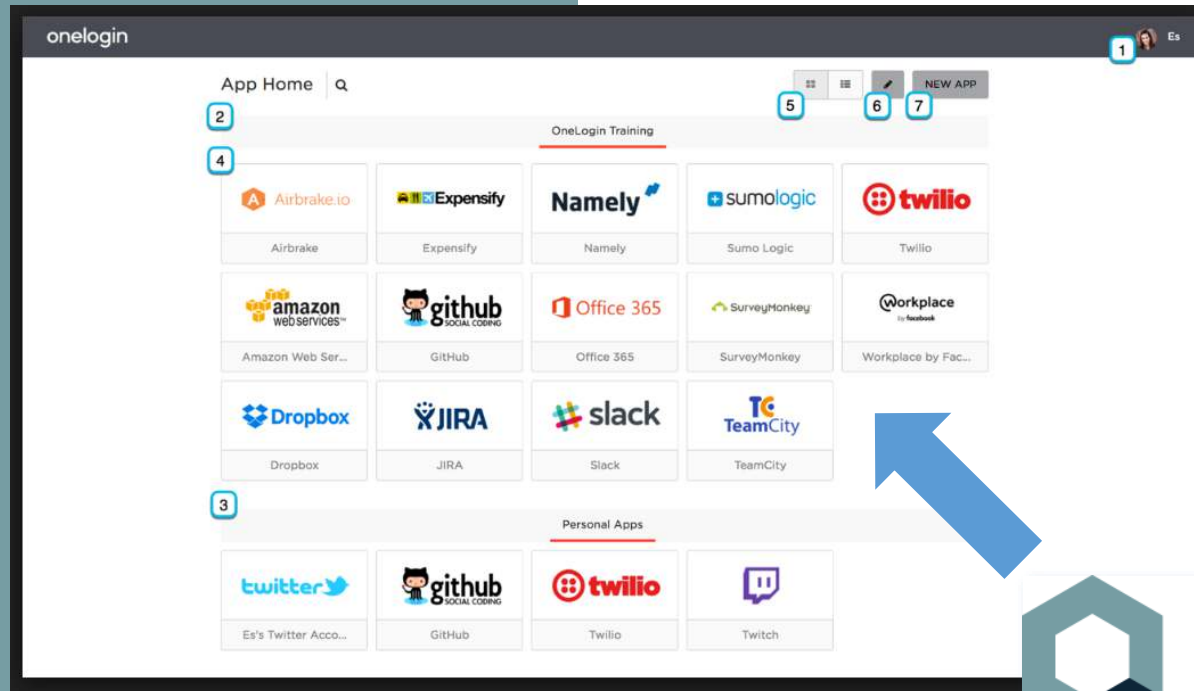 onelogin
1
Es
App Home
5
6
7
NEW APP
2
OneLogin Training
4
Airbrake.io
Expensify
Namely
sumologic
twilio
Airbrake
Expensify
Namely
Sumo Logic
Twilio
amazon
webservices™
github
SOCIAL CODING
Office 365
SurveyMonkey
Workplace
by facebook
Amazon Web Ser...
GitHub
Office 365
SurveyMonkey
Workplace by Fac...
Dropbox
JIRA
slack
TC
TeamCity
Dropbox
JIRA
Slack
TeamCity
3
Personal Apps
twitter
github
SOCIAL CODING
twilio
Es's Twitter Acco...
GitHub
Twilio
Twitch